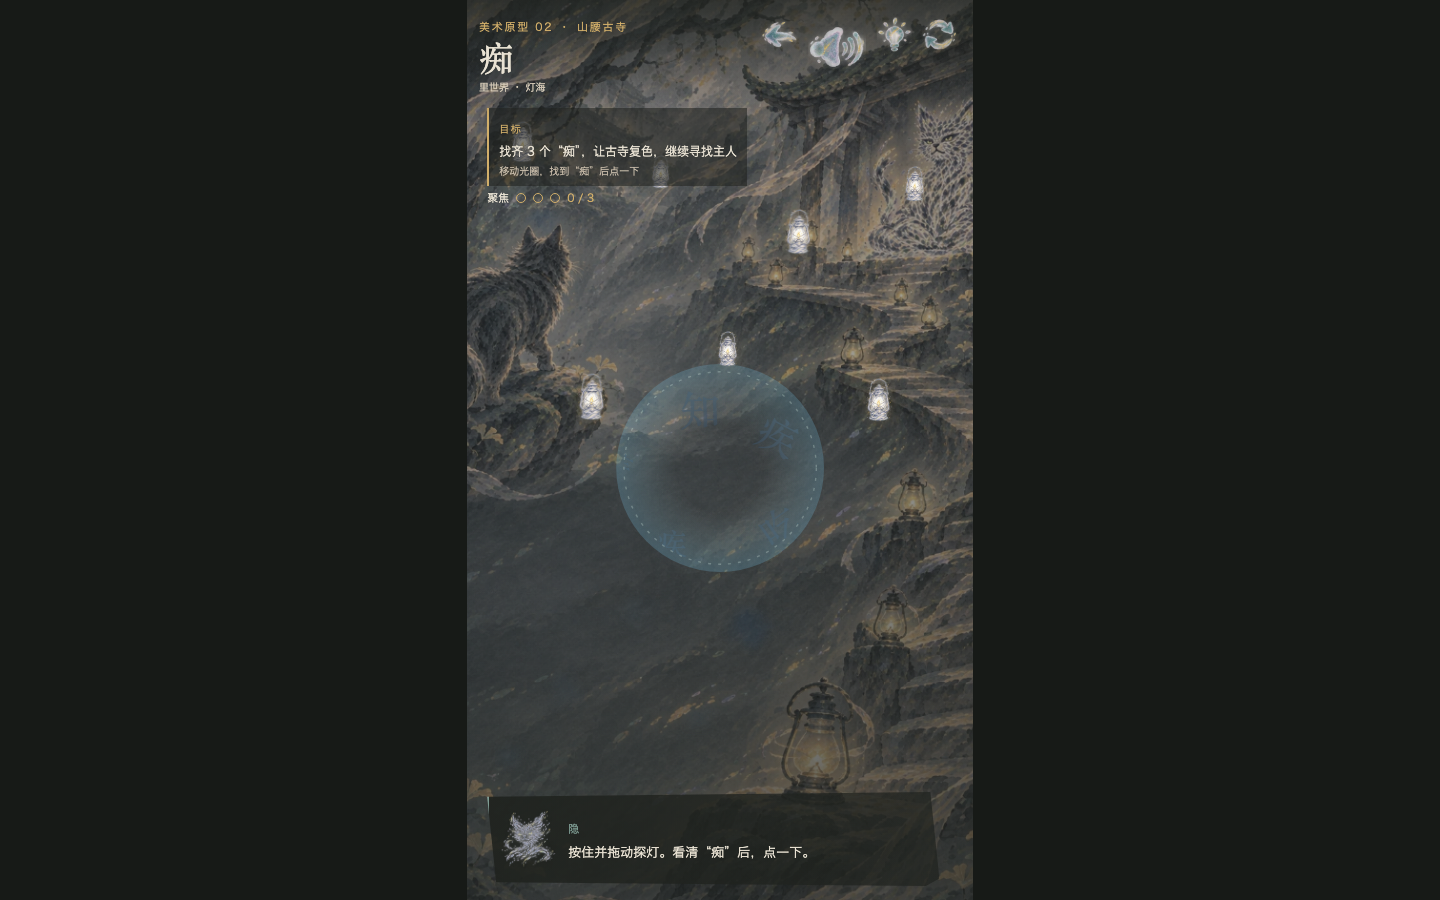 美术原型 02 · 山腰古寺
痴
里世界 · 灯海
目标
找齐 3 个“痴”，让古寺复色，继续寻找主人
移动光圈，找到“痴”后点一下
聚焦 0 / 3
隐
按住并拖动探灯。看清“痴”后，点一下。